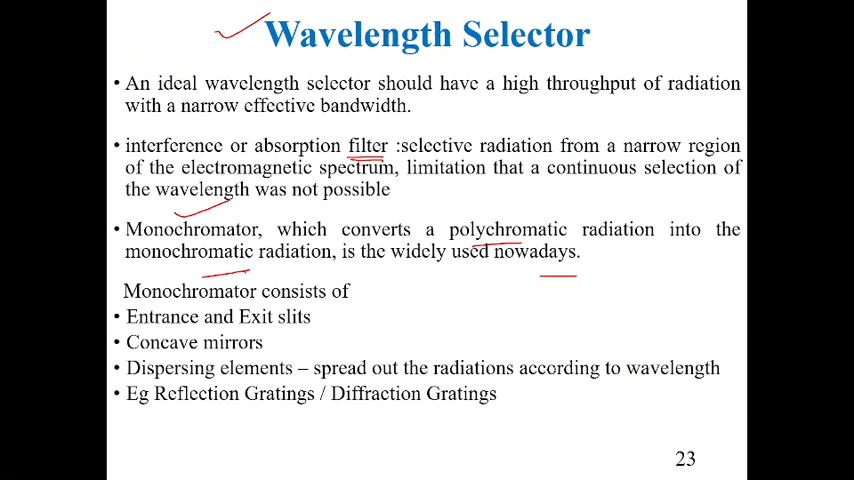 Wavelength Selector
• An ideal wavelength selector should have a high throughput of radiation
with a narrow effective bandwidth.
• interference or absorption filter :selective radiation from a narrow region
of the electromagnetic spectrum, limitation that a continuous selection of
the wavelength was not possible
• Monochromator, which converts a polychromatic radiation into the
monochromatic radiation, is the widely used nowadays.
Monochromator consists of
• Entrance and Exit slits
• Concave mirrors
• Dispersing elements – spread out the radiations according to wavelength
• Eg Reflection Gratings / Diffraction Gratings
23